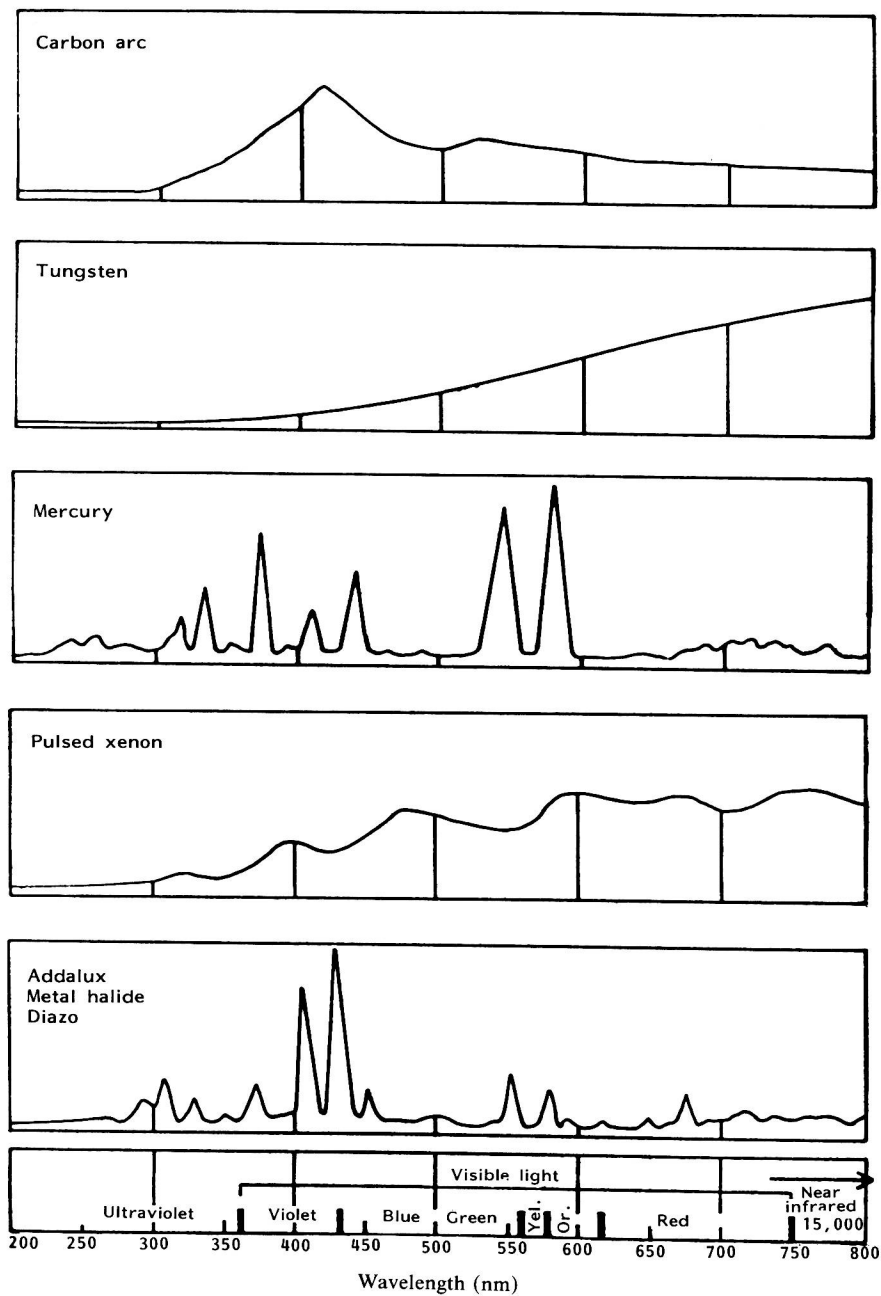 Carbon arc
Tungsten
Mercury
Pulsed xenon
Addalux
Metal halide
Diazo
Visible light
Near
infrared
15,000
Ultraviolet
Violet
Blue
Green
Yel.
Or.
Red
200 250 300 350 400 450 500 550 600 650 700 750 800
Wavelength (nm)